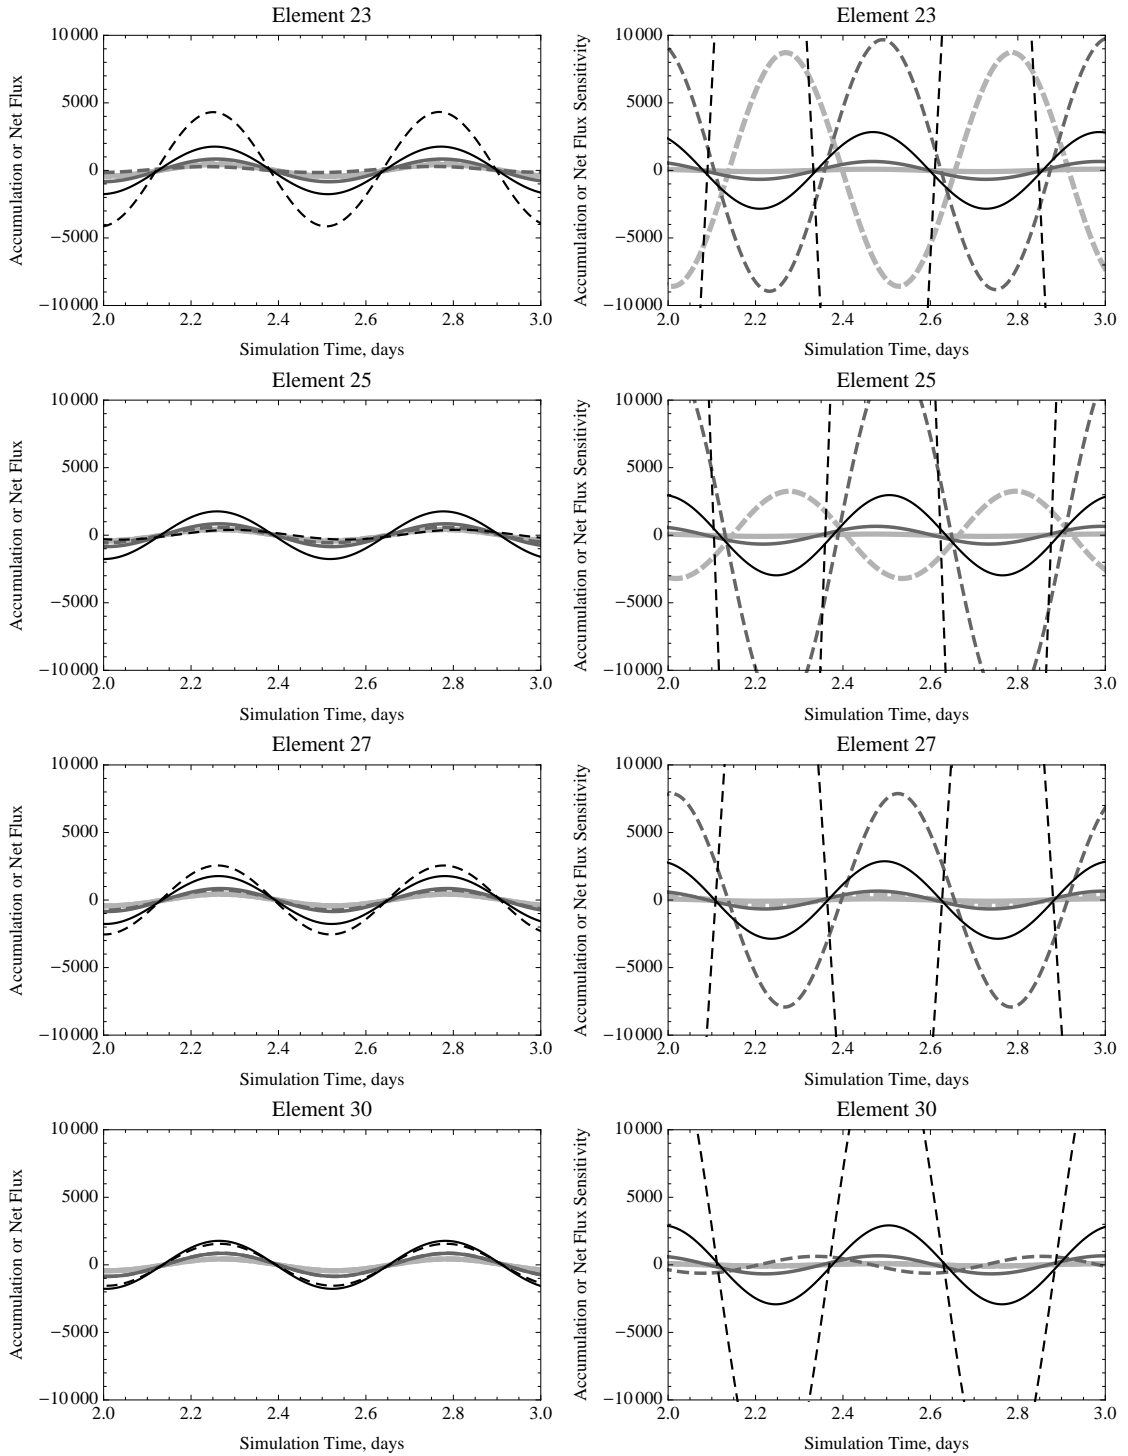 Element 23
Element 23
Accumulation or Net Flux
10 000
5000
0
−5000
−10 000
2.0 2.2 2.4 2.6 2.8 3.0
Simulation Time, days
Accumulation or Net Flux Sensitivity
10 000
5000
0
−5000
−10 000
2.0 2.2 2.4 2.6 2.8 3.0
Simulation Time, days
Element 25
Element 25
Accumulation or Net Flux
10 000
5000
0
−5000
−10 000
2.0 2.2 2.4 2.6 2.8 3.0
Simulation Time, days
Accumulation or Net Flux Sensitivity
10 000
5000
0
−5000
−10 000
2.0 2.2 2.4 2.6 2.8 3.0
Simulation Time, days
Element 27
Element 27
Accumulation or Net Flux
10 000
5000
0
−5000
−10 000
2.0 2.2 2.4 2.6 2.8 3.0
Simulation Time, days
Accumulation or Net Flux Sensitivity
10 000
5000
0
−5000
−10 000
2.0 2.2 2.4 2.6 2.8 3.0
Simulation Time, days
Element 30
Element 30
Accumulation or Net Flux
10 000
5000
0
−5000
−10 000
2.0 2.2 2.4 2.6 2.8 3.0
Simulation Time, days
Accumulation or Net Flux Sensitivity
10 000
5000
0
−5000
−10 000
2.0 2.2 2.4 2.6 2.8 3.0
Simulation Time, days